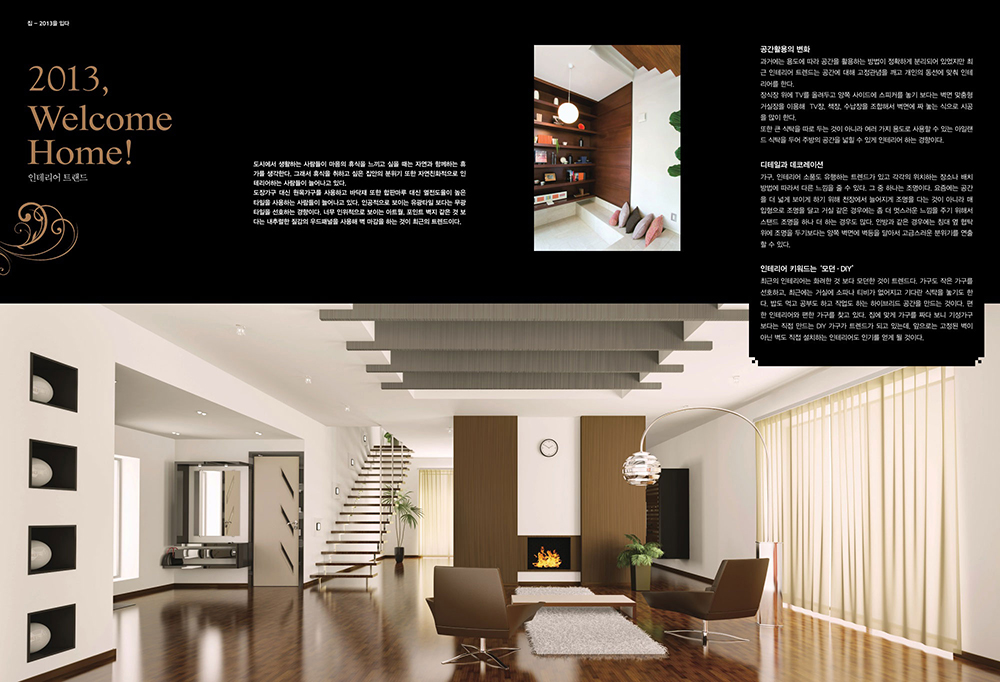 집 - 2013을 입다
2013,
Welcome
Home!
인테리어 트랜드
도시에서 생활하는 사람들이 마음의 휴식을 느끼고 싶을 때는 자연과 함께하는 휴
가를 생각한다. 그래서 휴식을 취하고 싶은 집안의 분위기 또한 자연친화적으로 인
테리어하는 사람들이 늘어나고 있다.
도장가구 대신 원목가구를 사용하고 바닥재 또한 합판마루 대신 열전도율이 높은
타일을 사용하는 사람들이 늘어나고 있다. 인공적으로 보이는 유광타일 보다는 무광
타일을 선호하는 경향이다. 너무 인위적으로 보이는 아트월, 포인트 벽지 같은 것 보
다는 내추럴한 질감의 우드패널을 사용해 벽 마감을 하는 것이 최근의 트렌드이다.
공간활용의 변화
과거에는 용도에 따라 공간을 활용하는 방법이 정확하게 분리되어 있었지만 최
근 인테리어 트렌드는 공간에 대해 고정관념을 깨고 개인의 동선에 맞춰 인테
리어를 한다.
장식장 위에 TV를 올려두고 양쪽 사이드에 스피커를 놓기 보다는 벽면 맞춤형
거실장을 이용해 TV장, 책장, 수납장을 조합해서 벽면에 짜 놓는 식으로 시공
을 많이 한다.
또한 큰 식탁을 따로 두는 것이 아니라 여러 가지 용도로 사용할 수 있는 아일랜
드 식탁을 두어 주방의 공간을 넓힐 수 있게 인테리어 하는 경향이다.
디테일과 데코레이션
가구, 인테리어 소품도 유행하는 트렌드가 있고 각각의 위치하는 장소나 배치
방법에 따라서 다른 느낌을 줄 수 있다. 그 중 하나는 조명이다. 요즘에는 공간
을 더 넓게 보이게 하기 위해 천장에서 늘어지게 조명을 다는 것이 아니라 매
입형으로 조명을 달고 거실 같은 경우에는 좀 더 멋스러운 느낌을 주기 위해서
스탠드 조명을 하나 더 하는 경우도 많다. 안방과 같은 경우에는 침대 옆 협탁
위에 조명을 두기보다는 양쪽 벽면에 벽등을 달아서 고급스러운 분위기를 연출
할 수 있다.
인테리어 키워드는 '모던·DIY'
최근의 인테리어는 화려한 것 보다 모던한 것이 트렌드다. 가구도 작은 가구를
선호하고, 최근에는 거실에 소파나 티비가 없어지고 기다란 식탁을 놓기도 한
다. 밥도 먹고 공부도 하고 작업도 하는 하이브리드 공간을 만드는 것이다. 편
한 인테리어와 편한 가구를 찾고 있다. 집에 맞게 가구를 짜다 보니 기성가구
보다는 직접 만드는 DIY 가구가 트렌드가 되고 있는데, 앞으로는 고정된 벽이
아닌 벽도 직접 설치하는 인테리어도 인기를 얻게 될 것이다.